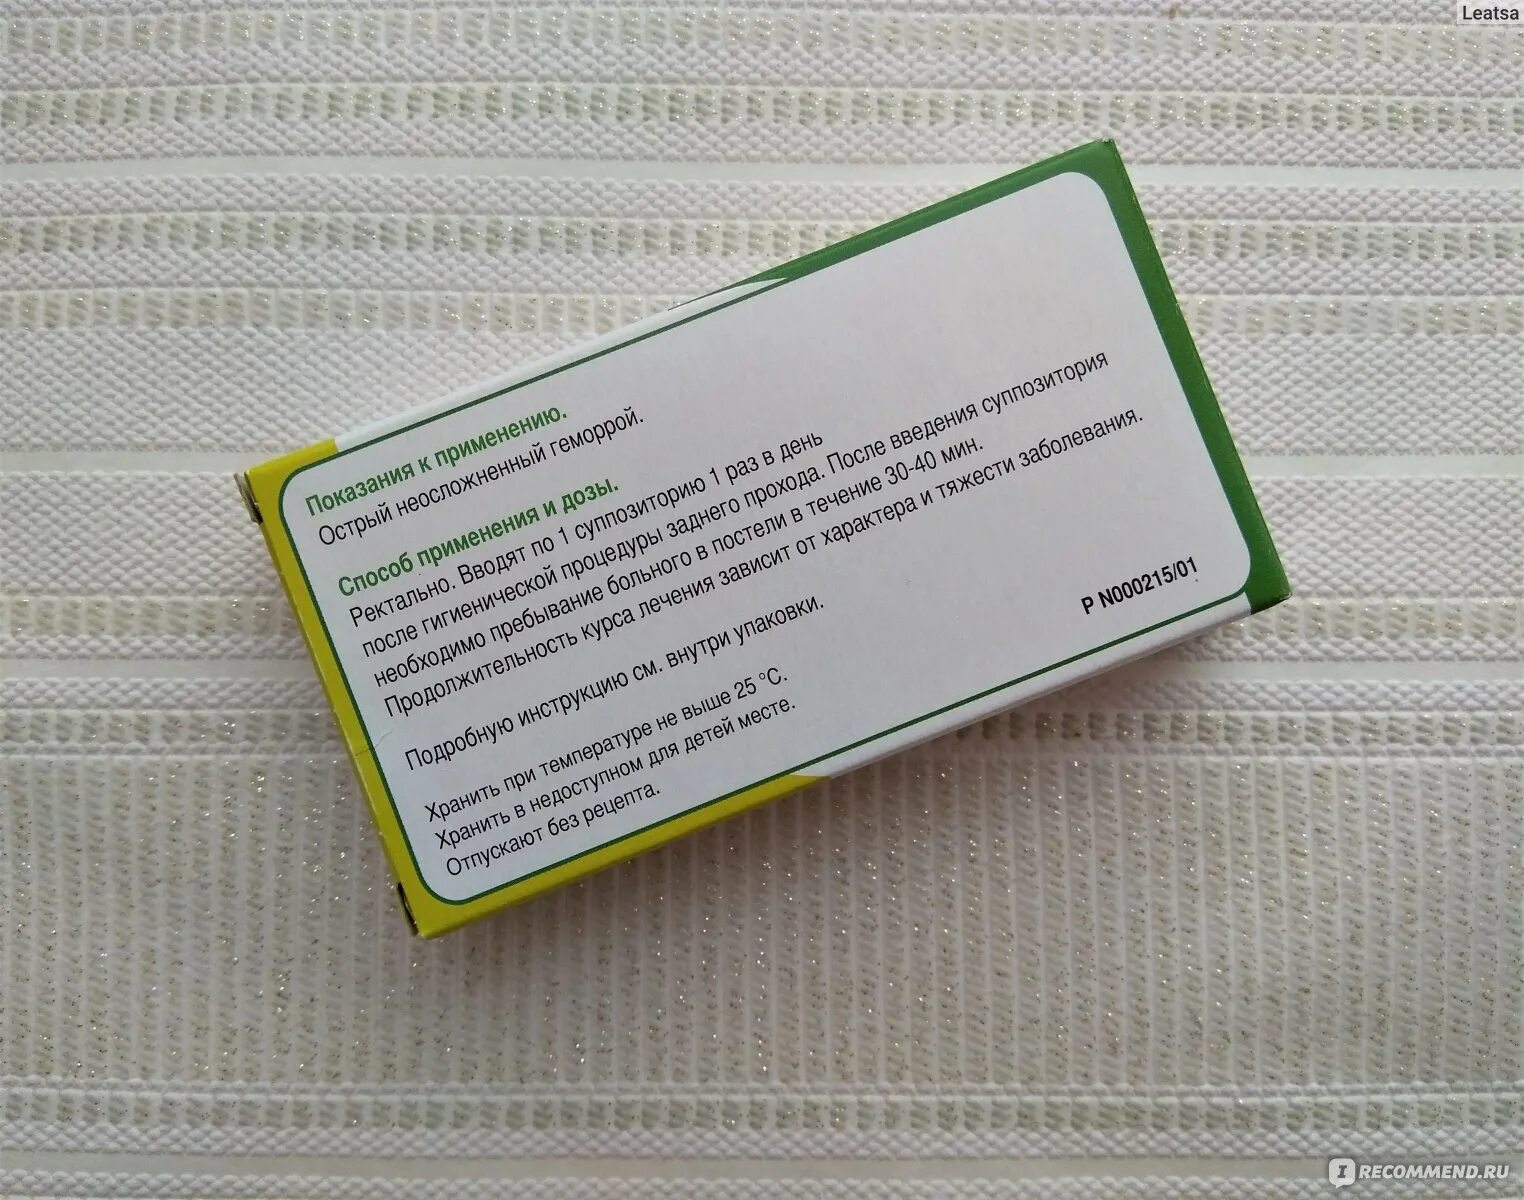 Leatsa
Показания к применению.
Острый неосложненный геморрой.
Способ применения и дозы.
Ректально. Вводят по 1 суппозиторию 1 раз в день
после гигиенической процедуры заднего прохода. После введения суппозитория
необходимо пребывание больного в постели в течение 30-40 мин.
Продолжительность курса лечения зависит от характера и тяжести заболевания.
Подробную инструкцию см. внутри упаковки.
P N000215/01
Хранить при температуре не выше 25 °C.
Хранить в недоступном для детей месте.
Отпускают без рецепта.
I RECOMMEND.RU